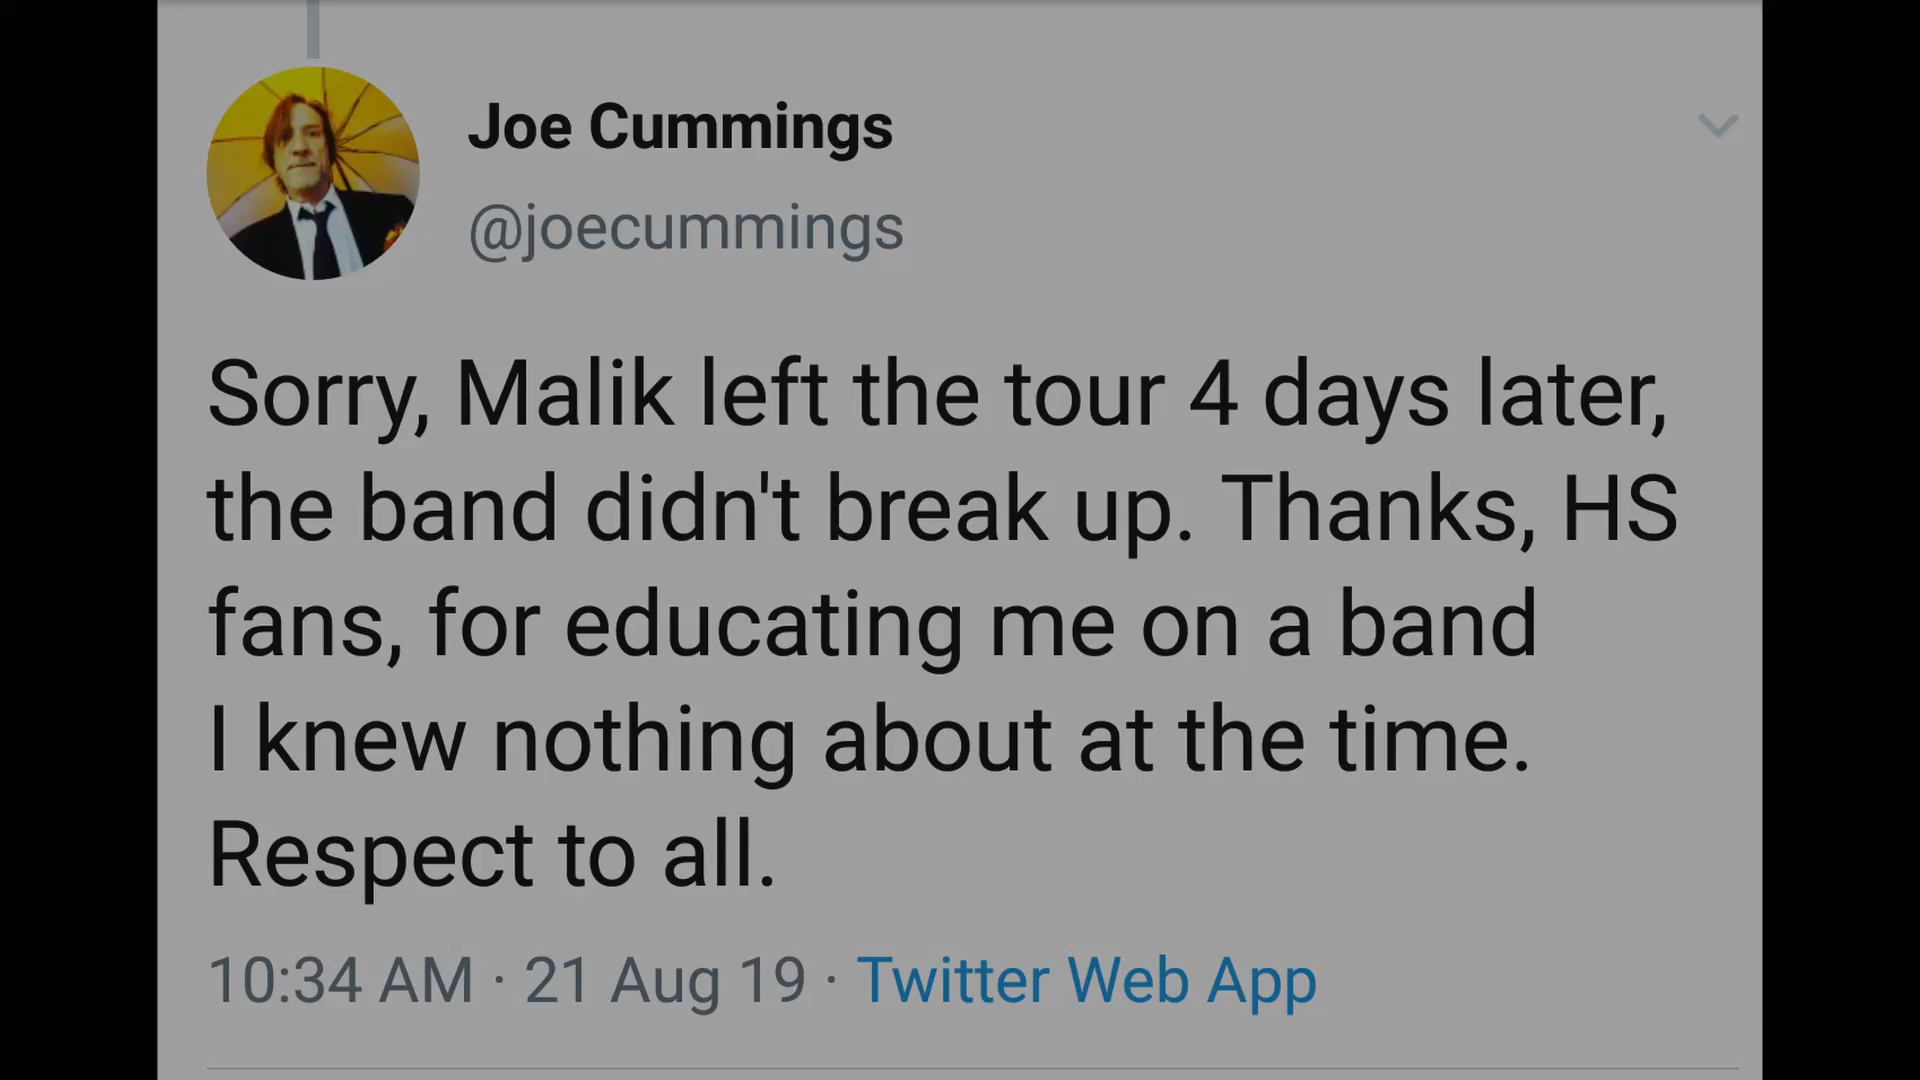 Joe Cummings
@joecummings
Sorry, Malik left the tour 4 days later,
the band didn't break up. Thanks, HS
fans, for educating me on a band
I knew nothing about at the time.
Respect to all.
10:34 AM · 21 Aug 19 · Twitter Web App